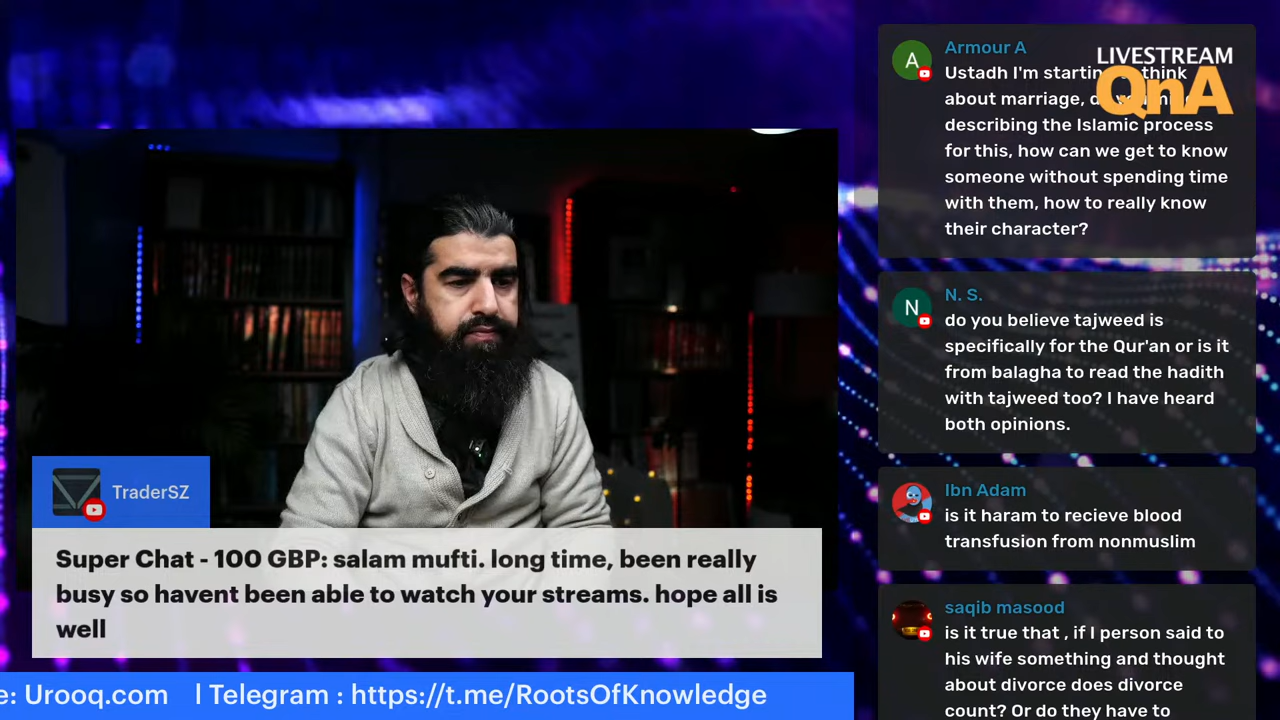 Armour A
LIVESTREAM
QnA
Ustadh I'm starting think
about marriage,
describing the Islamic process
for this, how can we get to know
someone without spending time
with them, how to really know
their character?
N. S.
do you believe tajweed is
specifically for the Qur'an or is it
from balagha to read the hadith
with tajweed too? I have heard
both opinions.
Ibn Adam
is it haram to recieve blood
transfusion from nonmuslim
saqib masood
is it true that , if I person said to
his wife something and thought
about divorce does divorce
count? Or do they have to
TraderSZ
Super Chat - 100 GBP: salam mufti. long time, been really
busy so havent been able to watch your streams. hope all is
well
e: Urooq.com l Telegram : https://t.me/RootsOfKnowledge
A
N